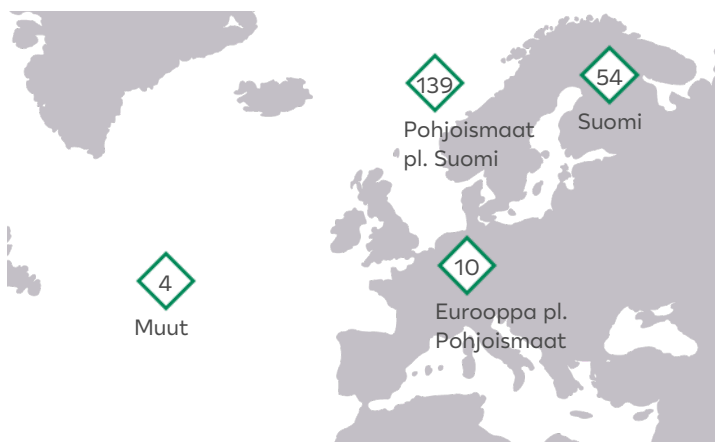 139
Pohjoismaat
pl. Suomi
54
Suomi
10
Eurooppa pl.
Pohjoismaat
4
Muut